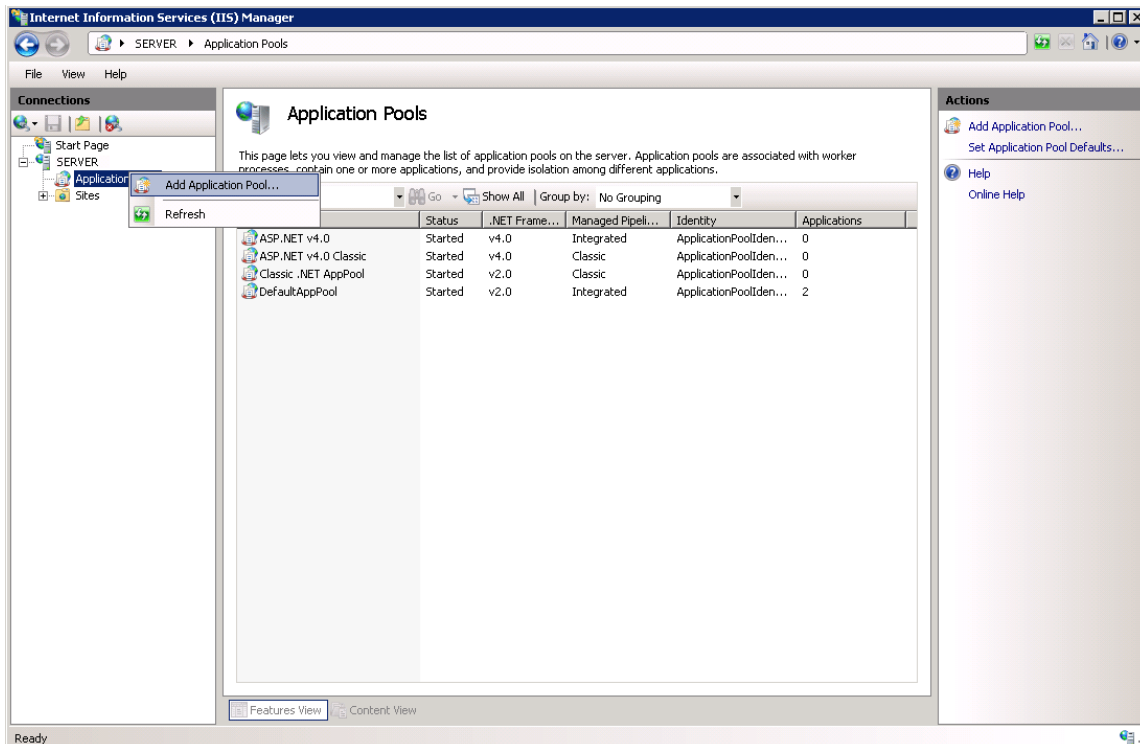 Internet Information Services (IIS) Manager
SERVER Application Pools
File View Help
Connections
Start Page
SERVER
Application
Sites
Add Application Pool...
Refresh
Application Pools
This page lets you view and manage the list of application pools on the server. Application pools are associated with worker
processes, contain one or more applications, and provide isolation among different applications.
Go Show All Group by: No Grouping
Status .NET Frame... Managed Pipeli... Identity Applications
ASP.NET v4.0 Started v4.0 Integrated ApplicationPoolIden... 0
ASP.NET v4.0 Classic Started v4.0 Classic ApplicationPoolIden... 0
Classic .NET AppPool Started v2.0 Classic ApplicationPoolIden... 0
DefaultAppPool Started v2.0 Integrated ApplicationPoolIden... 2
Features View Content View
Actions
Add Application Pool...
Set Application Pool Defaults...
Help
Online Help
Ready